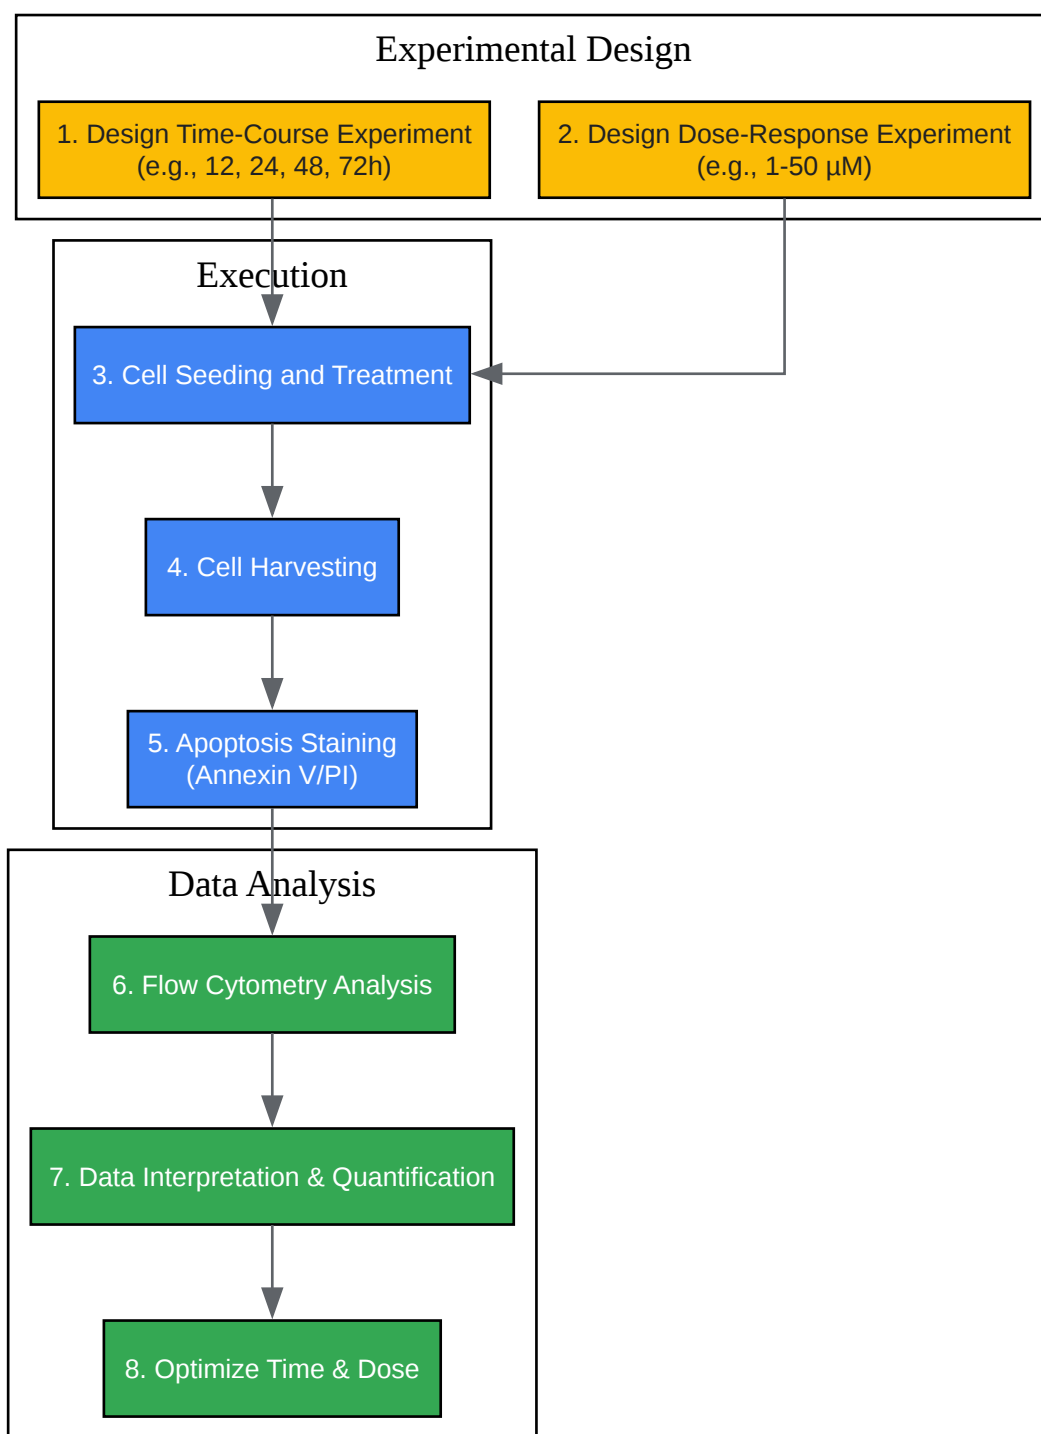 Experimental Design
1. Design Time-Course Experiment
(e.g., 12, 24, 48, 72h)
2. Design Dose-Response Experiment
(e.g., 1-50 µM)
Execution
3. Cell Seeding and Treatment
4. Cell Harvesting
5. Apoptosis Staining
(Annexin V/PI)
Data Analysis
6. Flow Cytometry Analysis
7. Data Interpretation & Quantification
8. Optimize Time & Dose